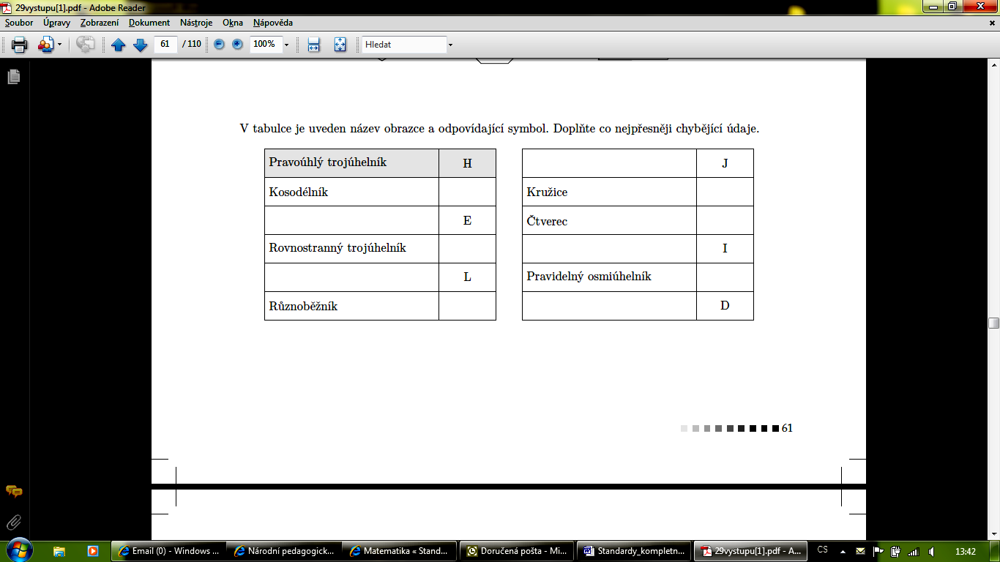 29vystupu[1].pdf - Adobe Reader
Soubor Úpravy Zobrazení Dokument Nástroje Okna Nápověda
61 / 110 100% Hledat
V tabulce je uveden název obrazce a odpovídající symbol. Doplňte co nejpřesněji chybějící údaje.
Pravoúhlý trojúhelník H
Kosodélník
E
Rovnostranný trojúhelník
L
Různoběžník
J
Kružice
Čtverec
I
Pravidelný osmiúhelník
D
61
Email (0) - Windows ... Národní pedagogick... Matematika « Stand... Doručená pošta - Mi... Standardy_kompletn... 29vystupu[1].pdf - A... CS 13:42